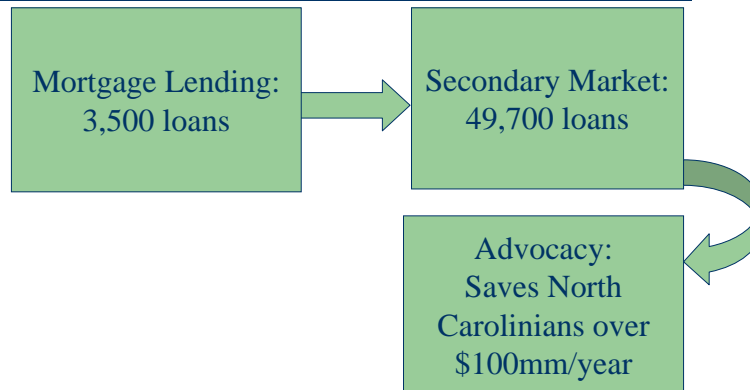 Mortgage Lending:
3,500 loans
Secondary Market:
49,700 loans
Advocacy:
Saves North
Carolinians over
$100mm/year